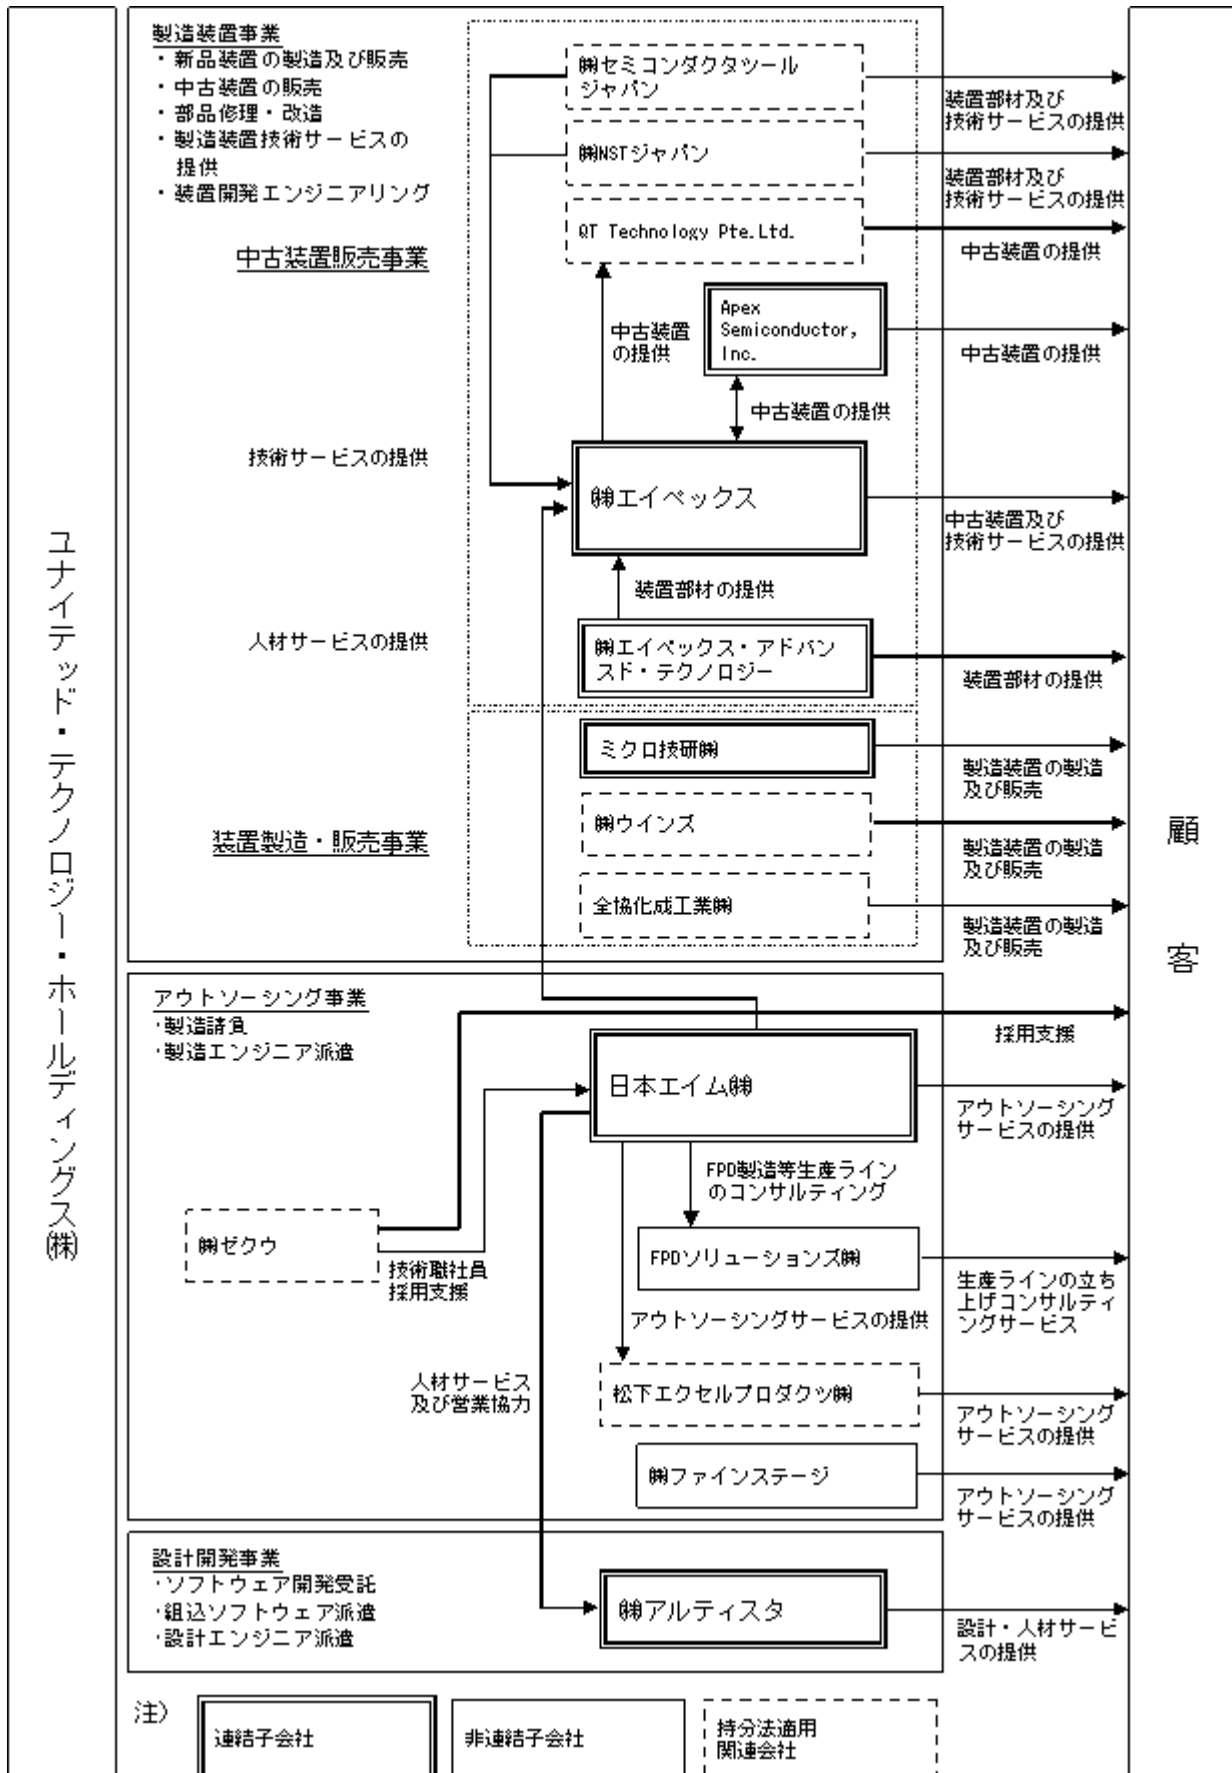 ユナイテッド・テクノロジー・ホールディングス㈱
製造装置事業
・新品装置の製造及び販売
・中古装置の販売
・部品修理・改造
・製造装置技術サービスの
提供
・装置開発エンジニアリング
中古装置販売事業
㈱セミコンダクタツール
ジャパン
装置部材及び
技術サービスの提供
㈱NSTジャパン
装置部材及び
技術サービスの提供
QT Technology Pte.Ltd.
中古装置の提供
中古装置
の提供
Apex
Semiconductor,
Inc.
中古装置の提供
中古装置の提供
技術サービスの提供
㈱エイペックス
中古装置及び
技術サービスの提供
装置部材の提供
人材サービスの提供
㈱エイペックス・アドバン
スド・テクノロジー
装置部材の提供
装置製造・販売事業
ミクロ技研㈱
製造装置の製造
及び販売
㈱ウインズ
製造装置の製造
及び販売
全協化成工業㈱
製造装置の製造
及び販売
顧客
アウトソーシング事業
・製造請負
・製造エンジニア派遣
採用支援
日本エイム㈱
アウトソーシング
サービスの提供
FPD製造等生産ライン
のコンサルティング
㈱ゼクウ
技術職社員
採用支援
FPDソリューションズ㈱
生産ラインの立ち
上げコンサルティ
ングサービス
アウトソーシングサービスの提供
人材サービス
及び営業協力
松下エクセルプロダクツ㈱
アウトソーシング
サービスの提供
㈱ファインステージ
アウトソーシング
サービスの提供
設計開発事業
・ソフトウェア開発受託
・組込ソフトウェア派遣
・設計エンジニア派遣
㈱アルティスタ
設計・人材サービ
スの提供
注）
連結子会社
非連結子会社
持分法適用
関連会社